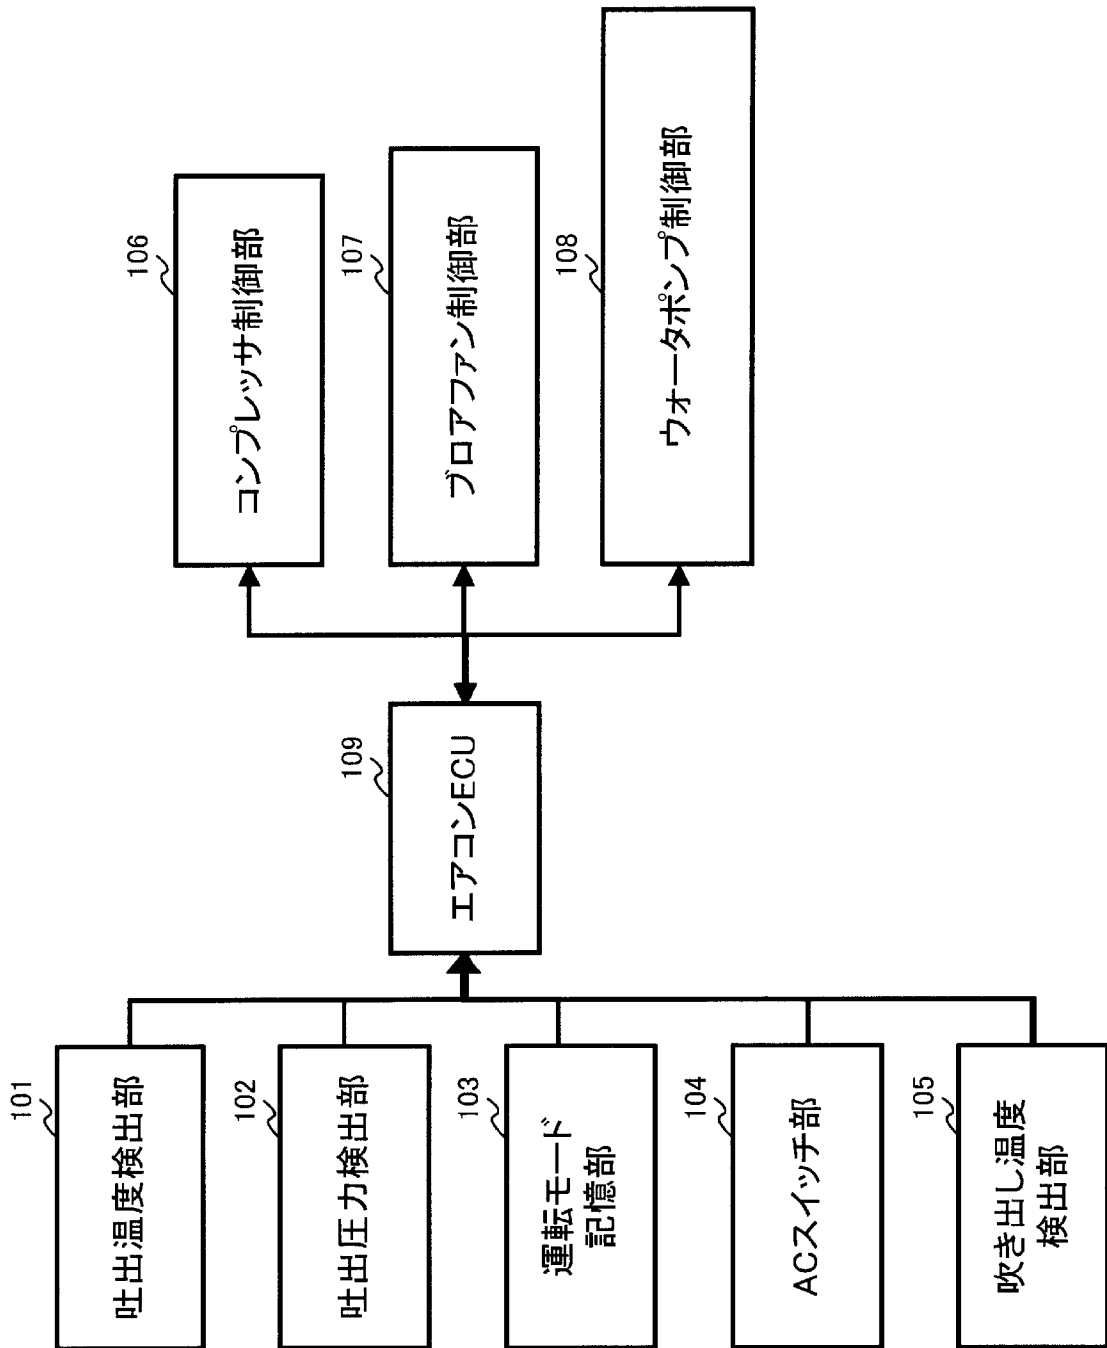 101
吐出温度検出部
102
吐出圧力検出部
103
運転モード
記憶部
104
ACスイッチ部
105
吹き出し温度
検出部
109
エアコンECU
106
コンプレッサ制御部
107
ブロアファン制御部
108
ウォータポンプ制御部